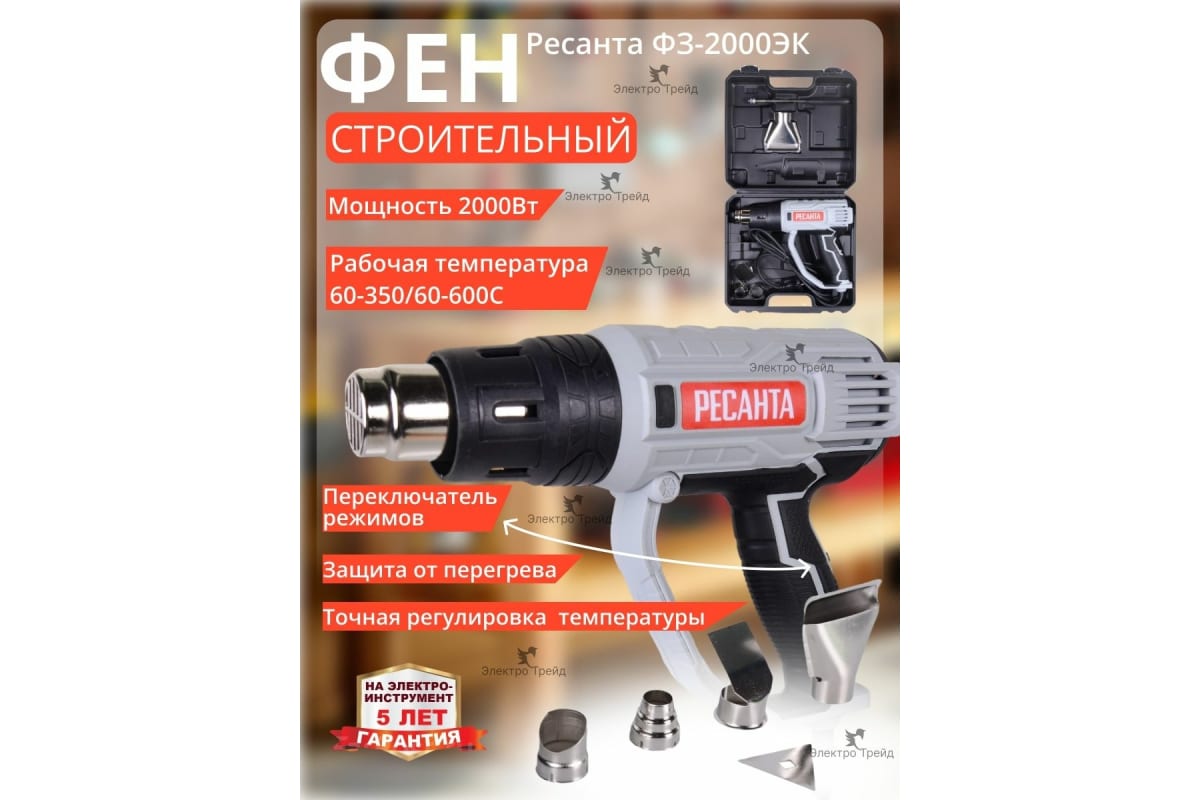 ФЕН
Ресанта ФЗ-2000ЭК
Электро Трейд
СТРОИТЕЛЬНЫЙ
Электро Трейд
Мощность 2000Вт
РЕСАНТА
Электро Трейд
Рабочая температура
60-350/60-600С
Электро Трейд
РЕСАНТА
Переключатель
режимов
Электро Трейд
Защита от перегрева
Точная регулировка температуры
Электро Трейд
НА ЭЛЕКТРО-
ИНСТРУМЕНТ
5 ЛЕТ
ГАРАНТИЯ
Электро Трейд